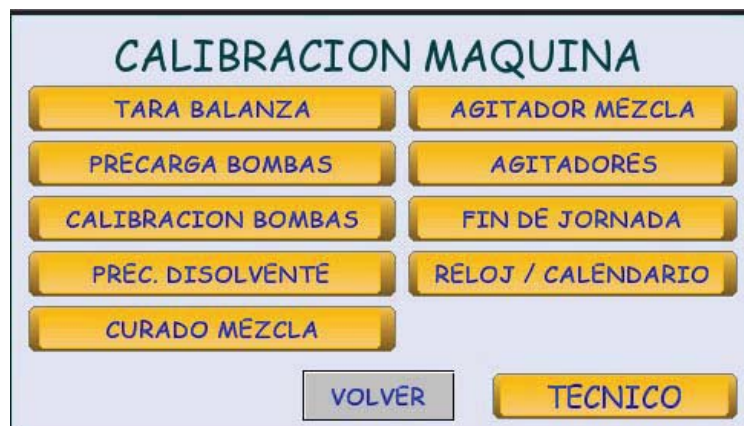 CALIBRACION MAQUINA
TARA BALANZA
AGITADOR MEZCLA
PRECARGA BOMBAS
AGITADORES
CALIBRACION BOMBAS
FIN DE JORNADA
PREC. DISOLVENTE
RELOJ / CALENDARIO
CURADO MEZCLA
VOLVER
TECNICO